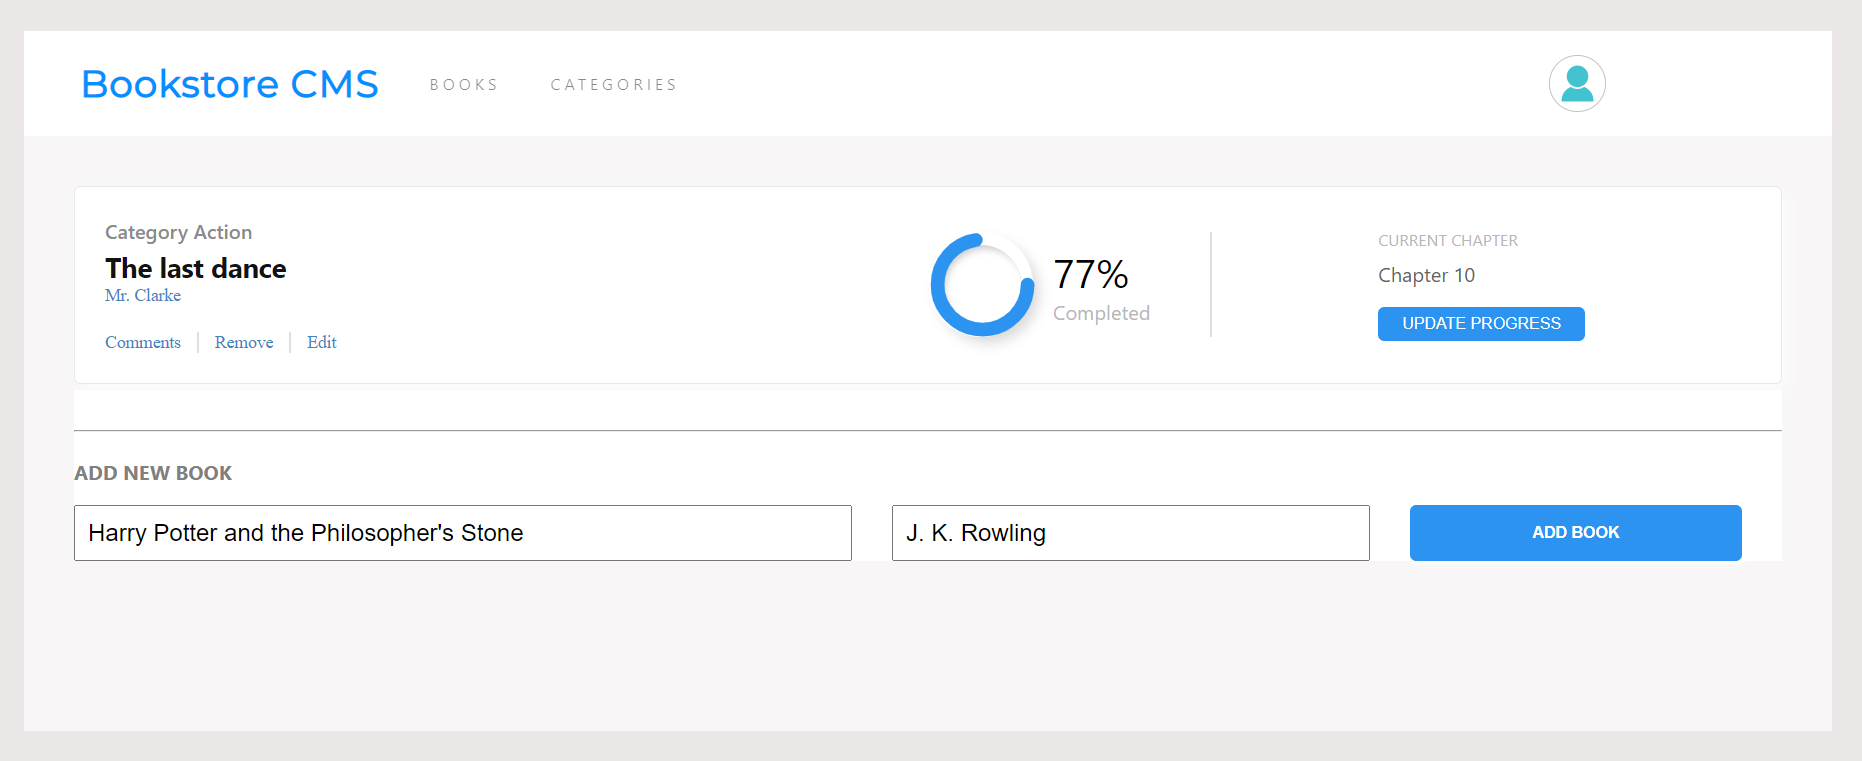 Bookstore CMS BOOKS CATEGORIES
Category Action
The last dance
Mr. Clarke
Comments Remove Edit
77%
Completed
CURRENT CHAPTER
Chapter 10
UPDATE PROGRESS
ADD NEW BOOK
Harry Potter and the Philosopher's Stone J. K. Rowling ADD BOOK